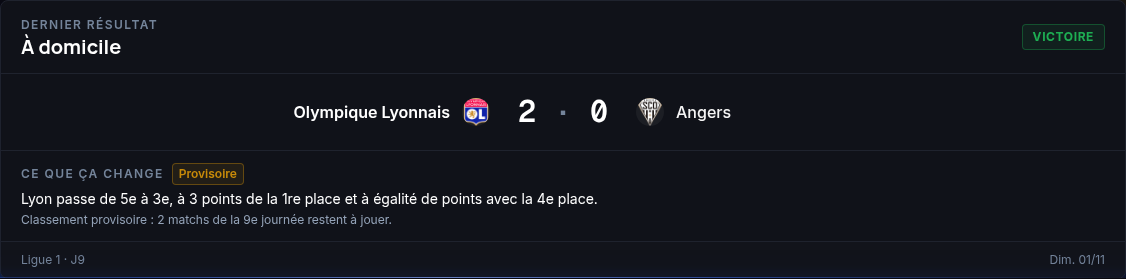 DERNIER RÉSULTAT
À domicile
VICTOIRE
Olympique Lyonnais OL 2 · 0 SCO Angers
CE QUE ÇA CHANGE Provisoire
Lyon passe de 5e à 3e, à 3 points de la 1re place et à égalité de points avec la 4e place.
Classement provisoire : 2 matchs de la 9e journée restent à jouer.
Ligue 1 · J9
Dim. 01/11